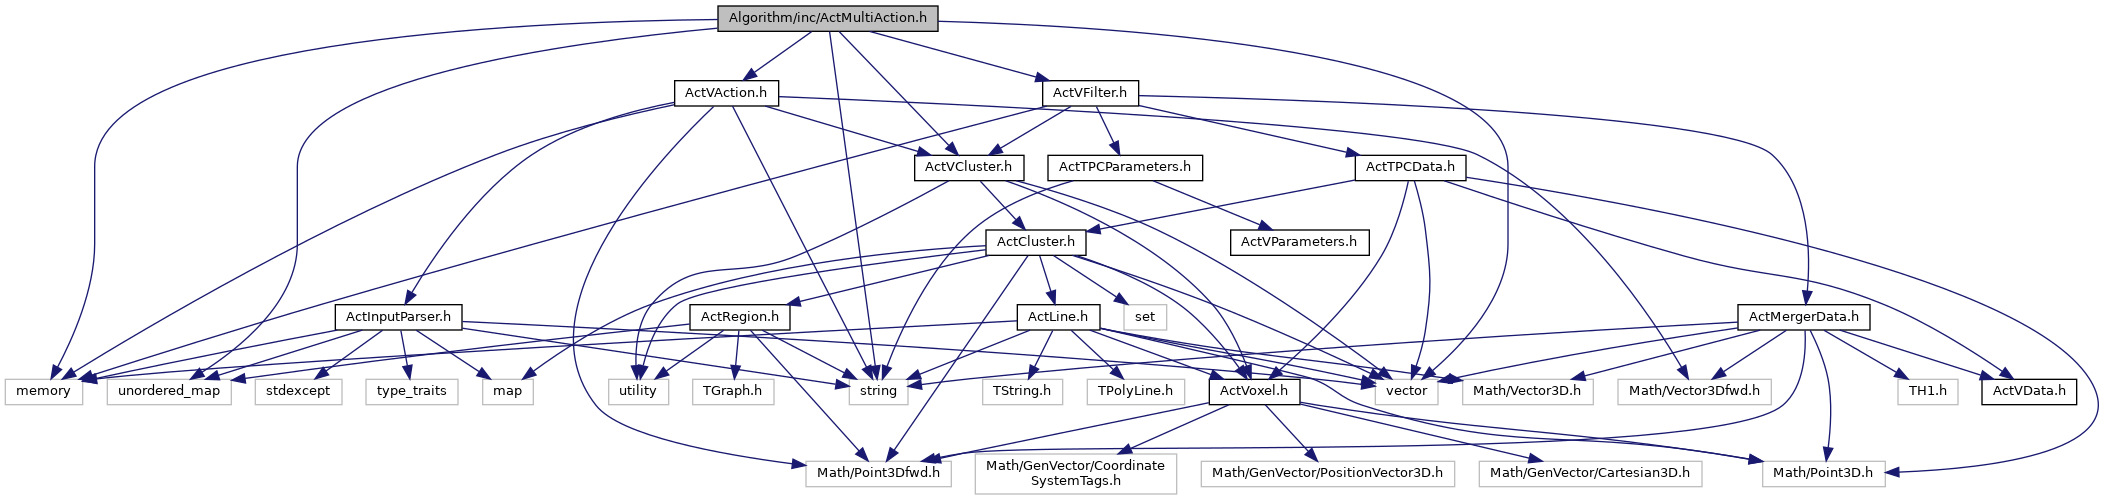 Algorithm/inc/ActMultiAction.h
ActVAction.h
ActVFilter.h
ActVCluster.h
ActTPCParameters.h
ActTPCData.h
ActCluster.h
ActVParameters.h
ActInputParser.h
ActRegion.h
ActLine.h
set
ActMergerData.h
memory
unordered_map
stdexcept
type_traits
map
utility
TGraph.h
string
TString.h
TPolyLine.h
ActVoxel.h
vector
Math/Vector3D.h
Math/Vector3Dfwd.h
TH1.h
ActVData.h
Math/Point3Dfwd.h
Math/GenVector/Coordinate
SystemTags.h
Math/GenVector/PositionVector3D.h
Math/GenVector/Cartesian3D.h
Math/Point3D.h